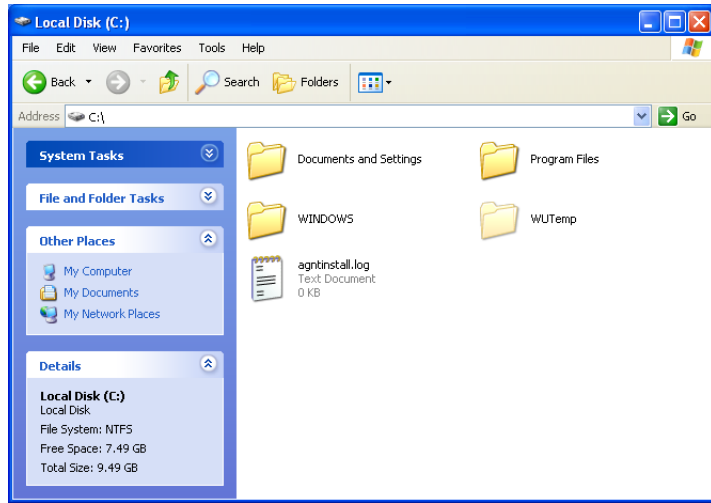 Local Disk (C:)
File Edit View Favorites Tools Help
Back Search Folders
Address C:\ Go
System Tasks
File and Folder Tasks
Other Places
My Computer
My Documents
My Network Places
Details
Local Disk (C:)
Local Disk
File System: NTFS
Free Space: 7.49 GB
Total Size: 9.49 GB
Documents and Settings
Program Files
WINDOWS
WUTemp
agntinstall.log
Text Document
0 KB